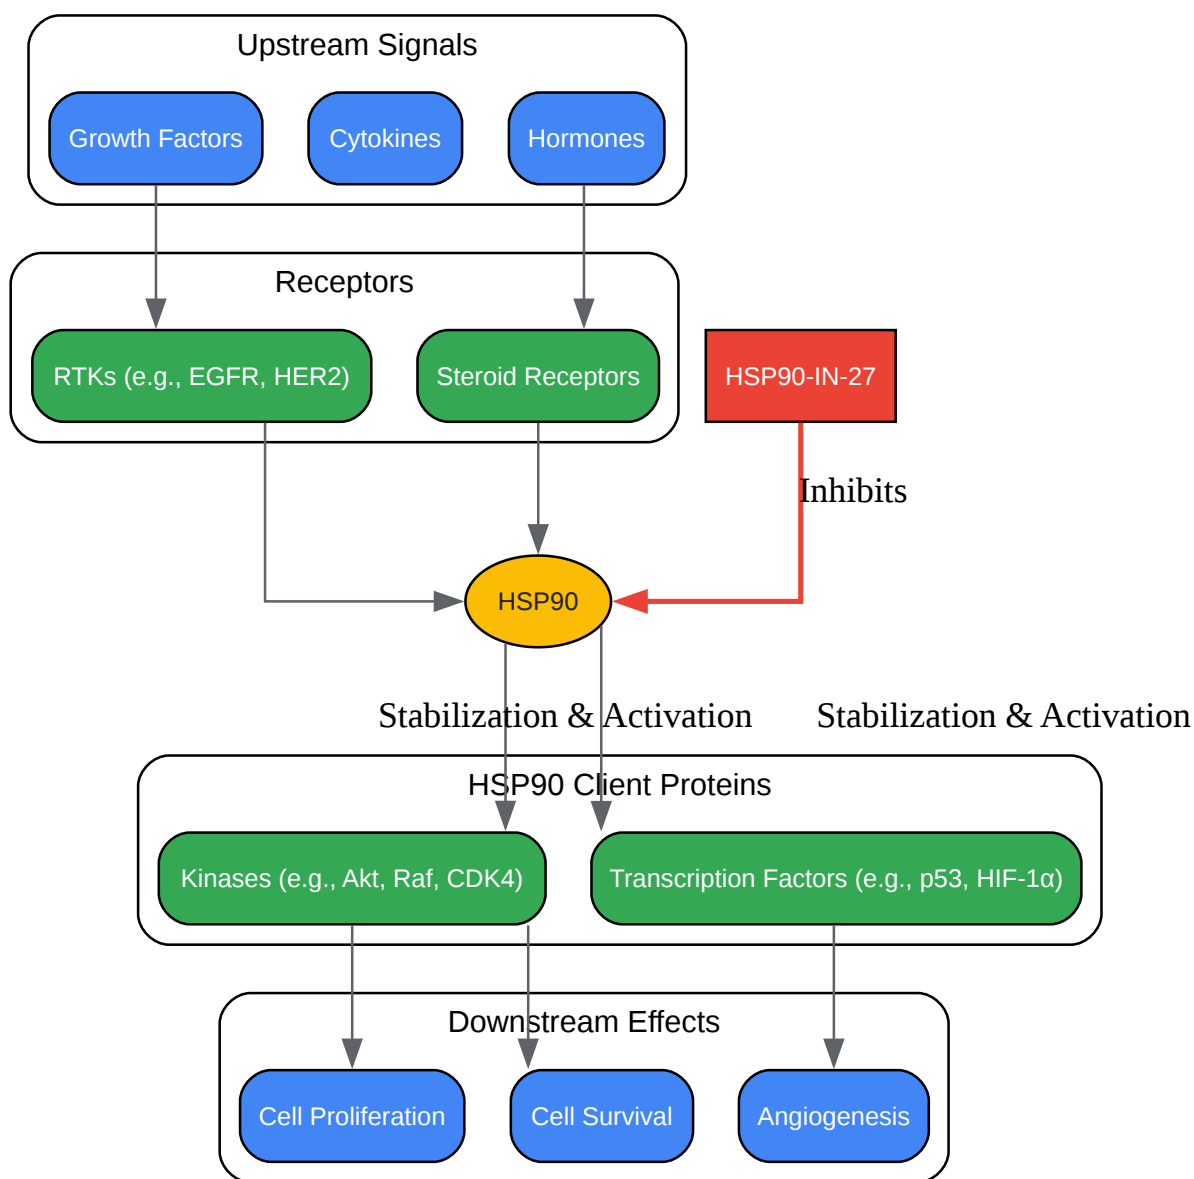 Upstream Signals
Growth Factors
Cytokines
Hormones
Receptors
RTKs (e.g., EGFR, HER2)
Steroid Receptors
HSP90-IN-27
Inhibits
HSP90
Stabilization & Activation
Stabilization & Activation
HSP90 Client Proteins
Kinases (e.g., Akt, Raf, CDK4)
Transcription Factors (e.g., p53, HIF-1α)
Downstream Effects
Cell Proliferation
Cell Survival
Angiogenesis